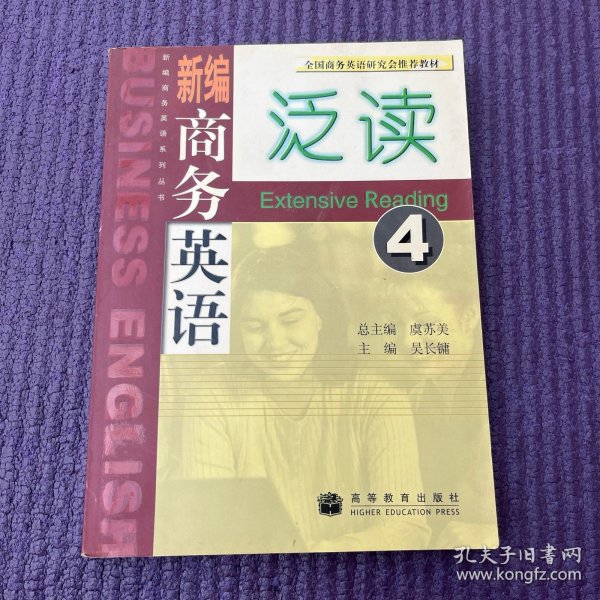 全国商务英语研究会推荐教材
新编商务英语系列丛书
BUSINESS ENGLISH
新编
商务
英语
泛读
Extensive Reading
4
总主编 虞苏美
主编 吴长镛
高等教育出版社
HIGHER EDUCATION PRESS
孔夫子旧书网
www.kongfz.com